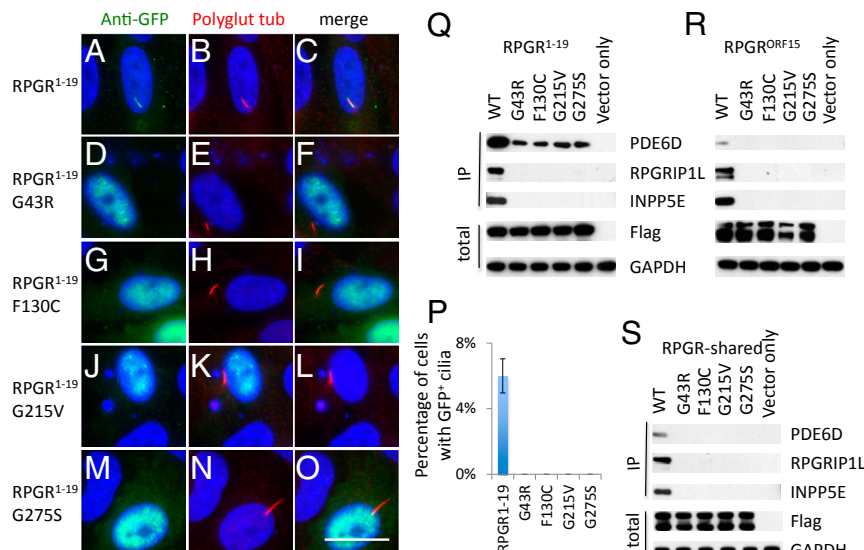 Anti-GFP Polyglut tub merge
RPGR1-19
A B C
RPGR1-19
G43R
D E F
RPGR1-19
F130C
G H I
RPGR1-19
G215V
J K L
RPGR1-19
G275S
M N O
Q
RPGR1-19
WT
G43R
F130C
G215V
G275S
Vector only
R
RPGRORF15
WT
G43R
F130C
G215V
G275S
Vector only
IP
PDE6D
RPGRIP1L
INPP5E
total
Flag
GAPDH
P
Percentage of cells
with GFP+ cilia
8%
4%
0%
RPGR1-19
G43R
F130C
G215V
G275S
S
RPGR-shared
WT
G43R
F130C
G215V
G275S
Vector only
IP
PDE6D
RPGRIP1L
INPP5E
total
Flag
GAPDH